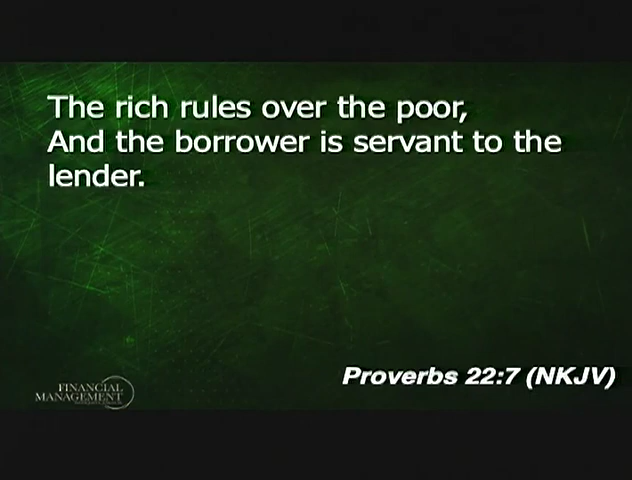 The rich rules over the poor,
And the borrower is servant to the
lender.
Proverbs 22:7 (NKJV)
FINANCIAL
MANAGEMENT